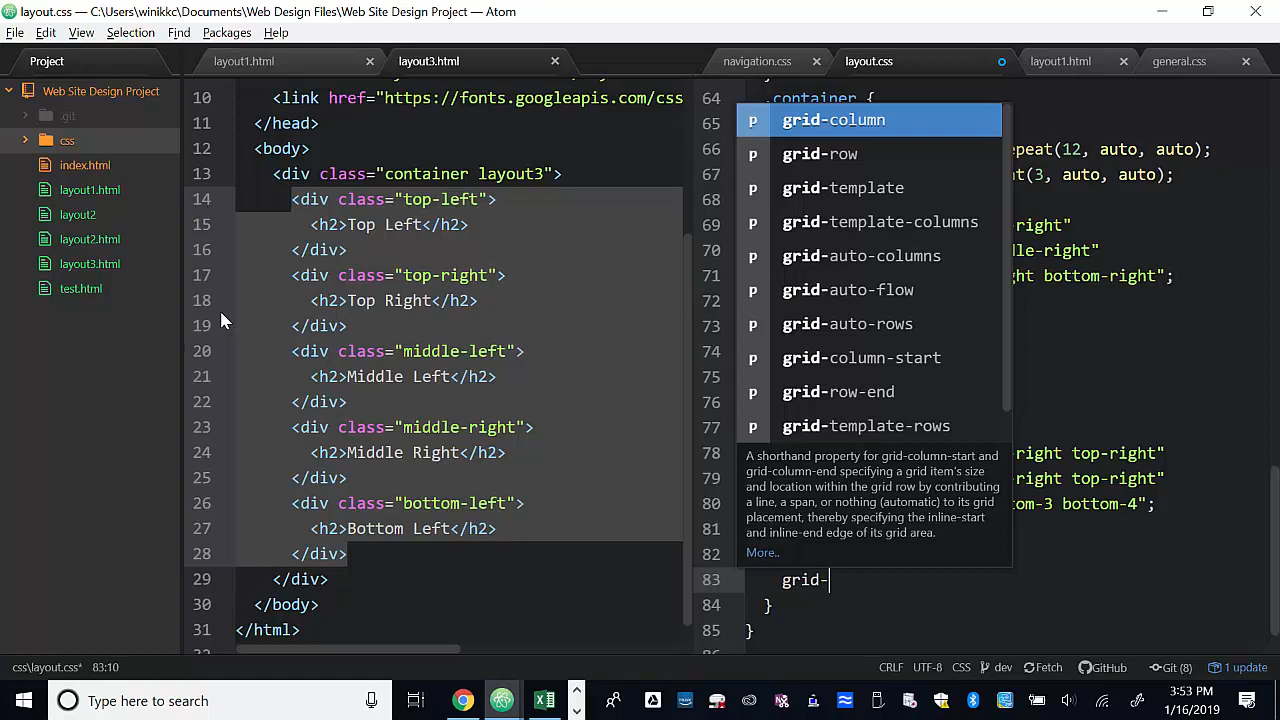 layout.css — C:\Users\winikkc\Documents\Web Design Files\Web Site Design Project — Atom
File Edit View Selection Find Packages Help
Project
layout1.html
layout3.html
navigation.css
layout.css
layout1.html
general.css
Web Site Design Project
.git
css
index.html
layout1.html
layout2
layout2.html
layout3.html
test.html
10 <link href="https://fonts.googleapis.com/css
11 </head>
12 <body>
13 <div class="container layout3">
14 <div class="top-left">
15 <h2>Top Left</h2>
16 </div>
17 <div class="top-right">
18 <h2>Top Right</h2>
19 </div>
20 <div class="middle-left">
21 <h2>Middle Left</h2>
22 </div>
23 <div class="middle-right">
24 <h2>Middle Right</h2>
25 </div>
26 <div class="bottom-left">
27 <h2>Bottom Left</h2>
28 </div>
29 </div>
30 </body>
31 </html>
64 .container {
65
66 epeat(12, auto, auto);
67 t(3, auto, auto);
68
69 right"
70 le-right"
71 ght bottom-right";
72
73
74
75
76
77
78 -right top-right"
79 -right top-right"
80 om-3 bottom-4";
81
82
83 grid-
84 }
85 }
p grid-column
p grid-row
p grid-template
p grid-template-columns
p grid-auto-columns
p grid-auto-flow
p grid-auto-rows
p grid-column-start
p grid-row-end
p grid-template-rows
A shorthand property for grid-column-start and
grid-column-end specifying a grid item's size
and location within the grid row by contributing
a line, a span, or nothing (automatic) to its grid
placement, thereby specifying the inline-start
and inline-end edge of its grid area.
More..
css\layout.css* 83:10
CRLF UTF-8 CSS dev Fetch GitHub Git (8) 1 update
Type here to search
3:53 PM
1/16/2019